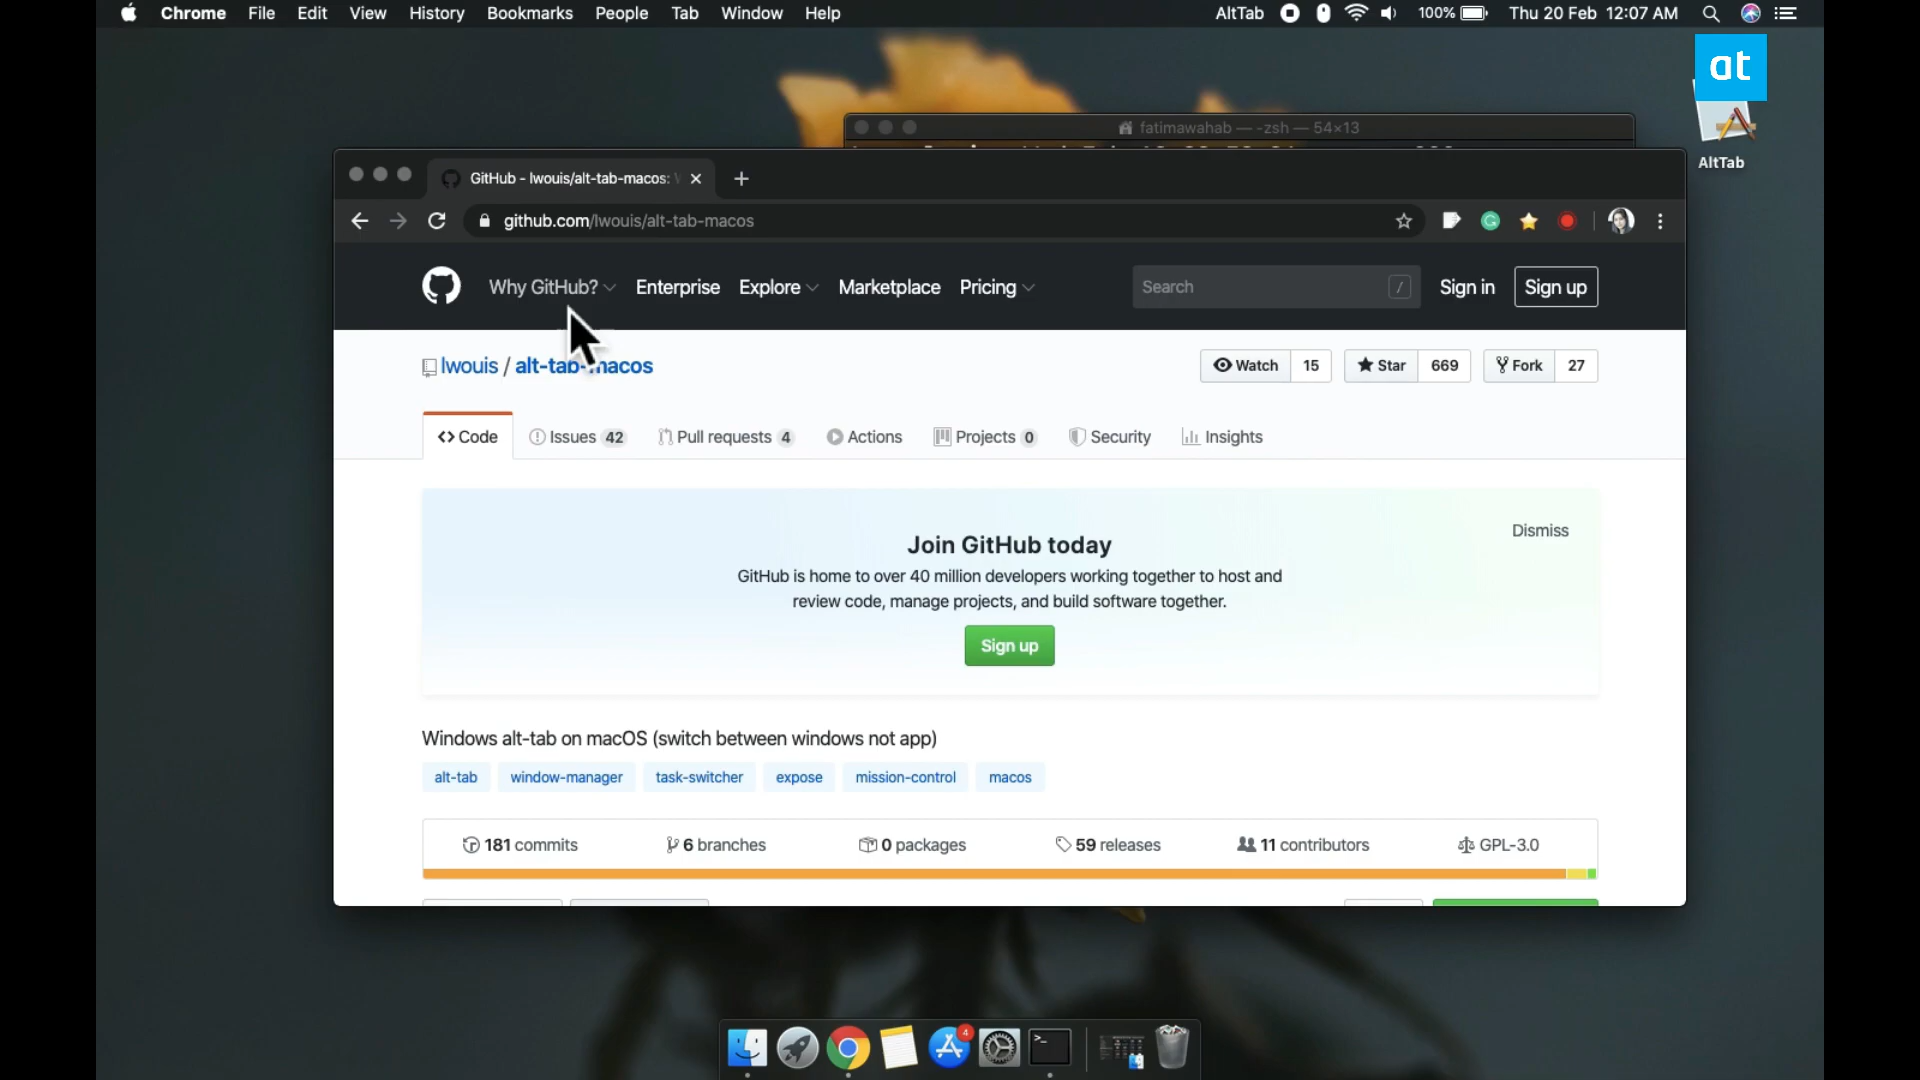 Chrome File Edit View History Bookmarks People Tab Window Help AltTab 100% Thu 20 Feb 12:07 AM
at
AltTab
fatimawahab — -zsh — 54×13
GitHub - lwouis/alt-tab-macos:
github.com/lwouis/alt-tab-macos
Why GitHub? Enterprise Explore Marketplace Pricing Search / Sign in Sign up
lwouis / alt-tab-macos Watch 15 Star 669 Fork 27
Code Issues 42 Pull requests 4 Actions Projects 0 Security Insights
Dismiss
Join GitHub today
GitHub is home to over 40 million developers working together to host and
review code, manage projects, and build software together.
Sign up
Windows alt-tab on macOS (switch between windows not app)
alt-tab window-manager task-switcher expose mission-control macos
181 commits 6 branches 0 packages 59 releases 11 contributors GPL-3.0
4